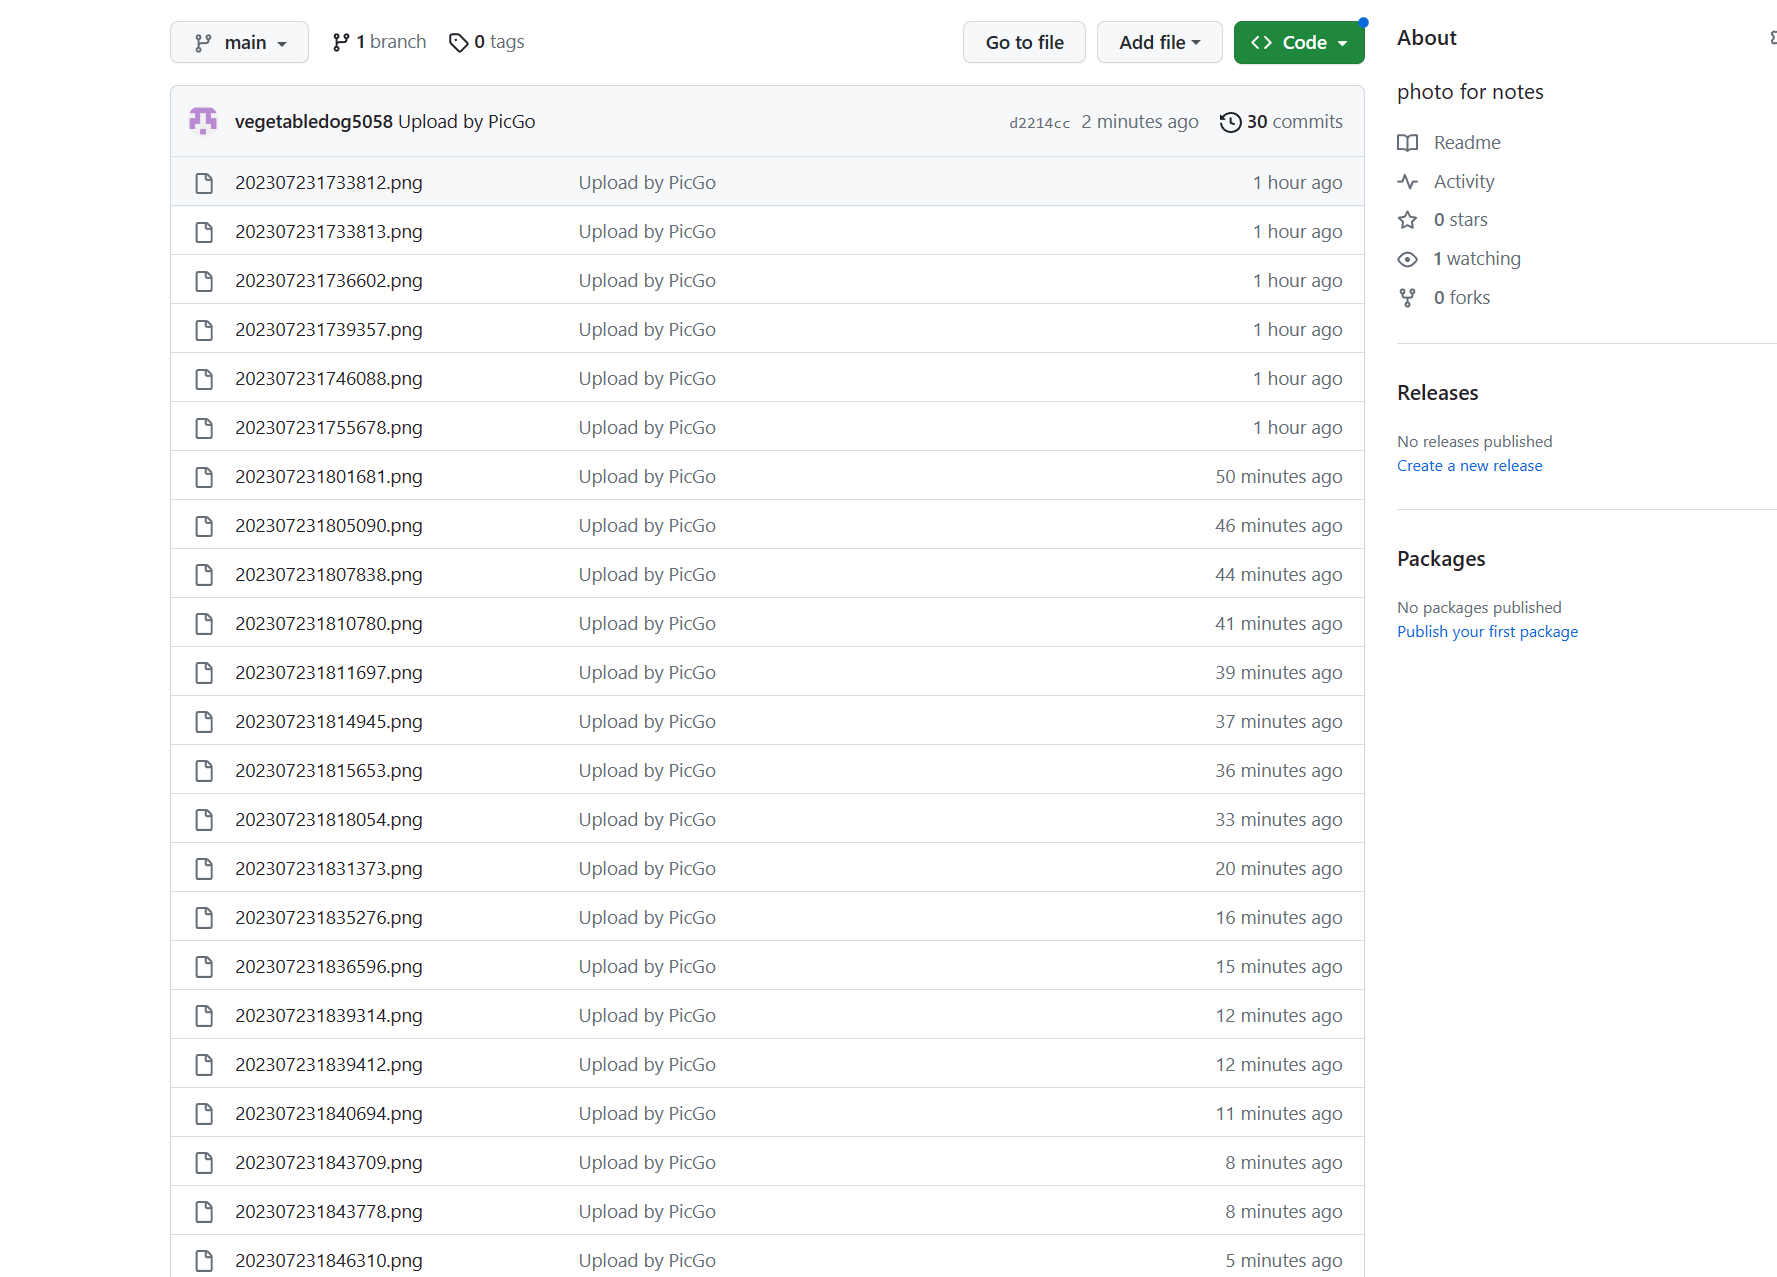 main 1 branch 0 tags Go to file Add file Code
vegetabledog5058 Upload by PicGo d2214cc 2 minutes ago 30 commits
202307231733812.png Upload by PicGo 1 hour ago
202307231733813.png Upload by PicGo 1 hour ago
202307231736602.png Upload by PicGo 1 hour ago
202307231739357.png Upload by PicGo 1 hour ago
202307231746088.png Upload by PicGo 1 hour ago
202307231755678.png Upload by PicGo 1 hour ago
202307231801681.png Upload by PicGo 50 minutes ago
202307231805090.png Upload by PicGo 46 minutes ago
202307231807838.png Upload by PicGo 44 minutes ago
202307231810780.png Upload by PicGo 41 minutes ago
202307231811697.png Upload by PicGo 39 minutes ago
202307231814945.png Upload by PicGo 37 minutes ago
202307231815653.png Upload by PicGo 36 minutes ago
202307231818054.png Upload by PicGo 33 minutes ago
202307231831373.png Upload by PicGo 20 minutes ago
202307231835276.png Upload by PicGo 16 minutes ago
202307231836596.png Upload by PicGo 15 minutes ago
202307231839314.png Upload by PicGo 12 minutes ago
202307231839412.png Upload by PicGo 12 minutes ago
202307231840694.png Upload by PicGo 11 minutes ago
202307231843709.png Upload by PicGo 8 minutes ago
202307231843778.png Upload by PicGo 8 minutes ago
202307231846310.png Upload by PicGo 5 minutes ago
About
photo for notes
Readme
Activity
0 stars
1 watching
0 forks
Releases
No releases published
Create a new release
Packages
No packages published
Publish your first package